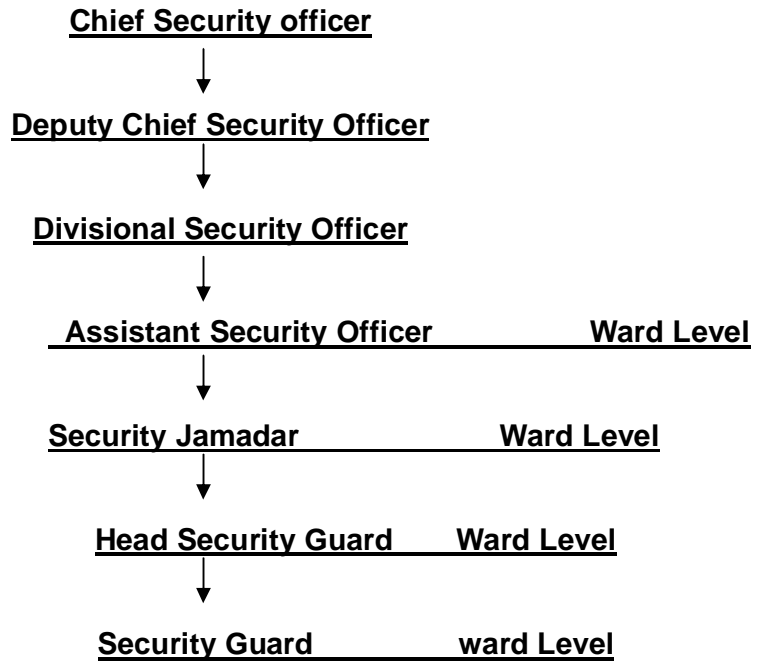 Chief Security officer
Deputy Chief Security Officer
Divisional Security Officer
Assistant Security Officer Ward Level
Security Jamadar Ward Level
Head Security Guard Ward Level
Security Guard ward Level